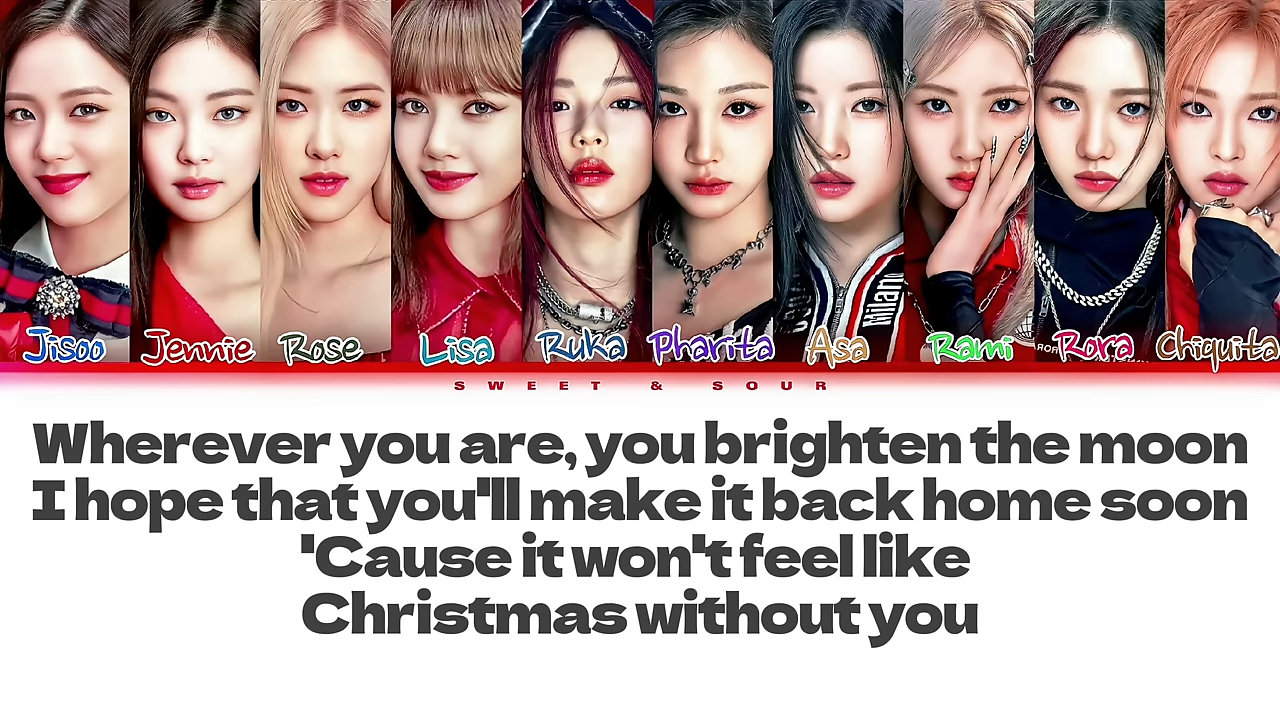 Jisoo Jennie Rose Lisa Ruka Pharita Asa Rami Rora Chiquita
Milano
SWEET & SOUR
Wherever you are, you brighten the moon
I hope that you'll make it back home soon
'Cause it won't feel like
Christmas without you